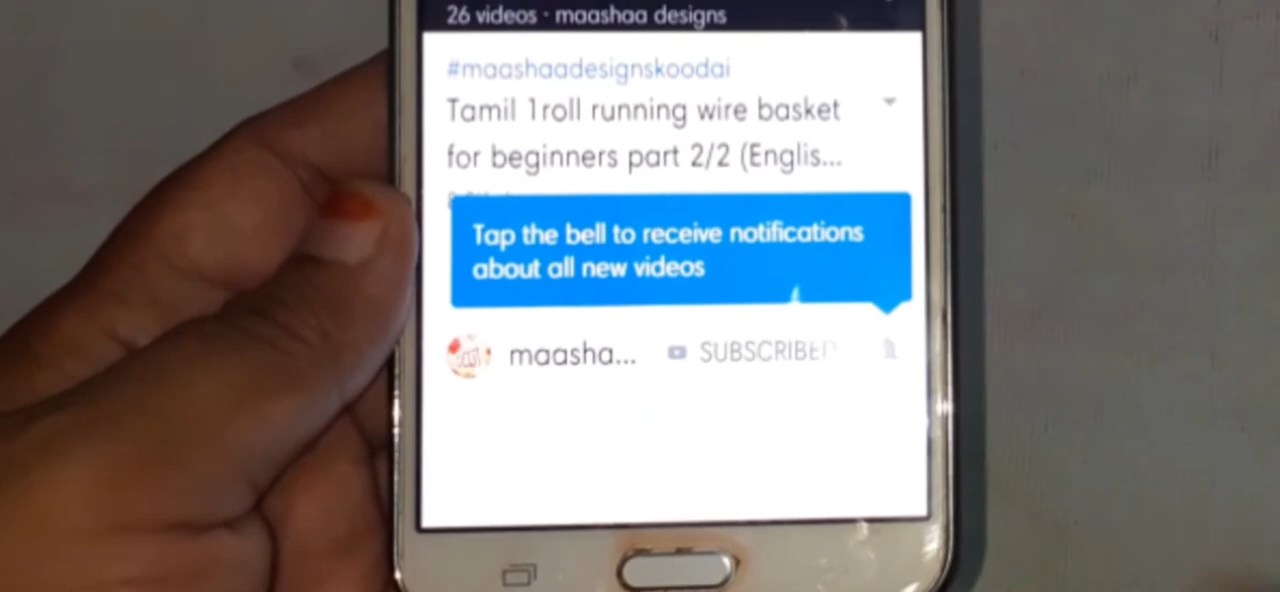 26 videos · maashaa designs
#maashaadesignskoodai
Tamil 1roll running wire basket
for beginners part 2/2 (Englis...
Tap the bell to receive notifications
about all new videos
maasha... SUBSCRIBED